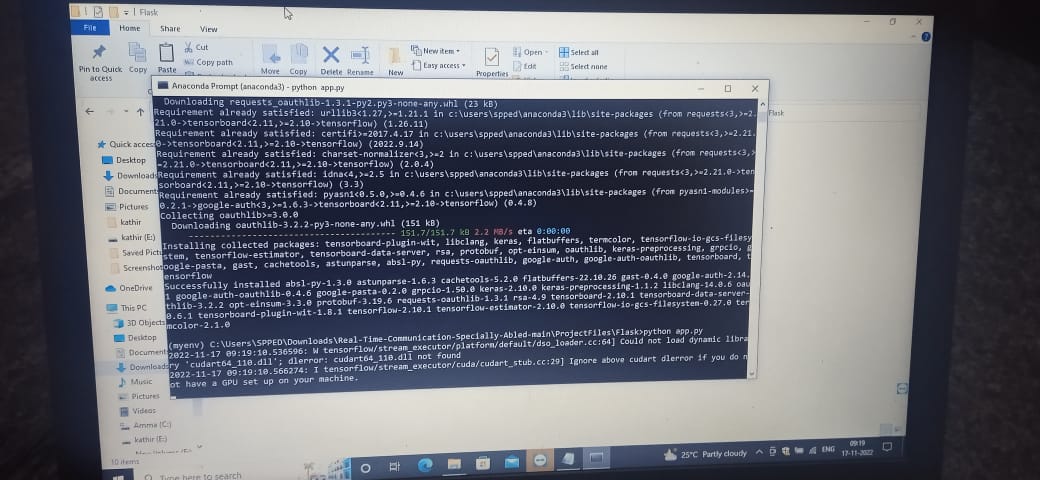 Flask
File
Home
Share
View
Pin to Quick access
Copy
Paste
Cut
Copy path
Move
Copy
Delete
Rename
New
New item
Easy access
Properties
Open
Edit
Select all
Select none
Anaconda Prompt (anaconda3) - python app.py
Downloading requests_oauthlib-1.3.1-py2.py3-none-any.whl (23 kB)
Requirement already satisfied: urllib3<1.27,>=1.21.1 in c:\users\spped\anaconda3\lib\site-packages (from requests<3,>=2.
21.0->tensorboard<2.11,>=2.10->tensorflow) (1.26.11)
Requirement already satisfied: certifi>=2017.4.17 in c:\users\spped\anaconda3\lib\site-packages (from requests<3,>=2.21.
0->tensorboard<2.11,>=2.10->tensorflow) (2022.9.14)
Requirement already satisfied: charset-normalizer<3,>=2 in c:\users\spped\anaconda3\lib\site-packages (from requests<3,>
=2.21.0->tensorboard<2.11,>=2.10->tensorflow) (2.0.4)
Requirement already satisfied: idna<4,>=2.5 in c:\users\spped\anaconda3\lib\site-packages (from requests<3,>=2.21.0->ten
sorboard<2.11,>=2.10->tensorflow) (3.3)
Requirement already satisfied: pyasn1<0.5.0,>=0.4.6 in c:\users\spped\anaconda3\lib\site-packages (from pyasn1-modules>=
0.2.1->google-auth<3,>=1.6.3->tensorboard<2.11,>=2.10->tensorflow) (0.4.8)
Collecting oauthlib>=3.0.0
Downloading oauthlib-3.2.2-py3-none-any.whl (151 kB)
---------------------------------------- 151.7/151.7 kB 2.2 MB/s eta 0:00:00
Installing collected packages: tensorboard-plugin-wit, libclang, keras, flatbuffers, termcolor, tensorflow-io-gcs-filesy
stem, tensorflow-estimator, tensorboard-data-server, rsa, protobuf, opt-einsum, oauthlib, keras-preprocessing, grpcio, g
oogle-pasta, gast, cachetools, astunparse, absl-py, requests-oauthlib, google-auth, google-auth-oauthlib, tensorboard, t
ensorflow
Successfully installed absl-py-1.3.0 astunparse-1.6.3 cachetools-5.2.0 flatbuffers-22.10.26 gast-0.4.0 google-auth-2.14.
1 google-auth-oauthlib-0.4.6 google-pasta-0.2.0 grpcio-1.50.0 keras-2.10.0 keras-preprocessing-1.1.2 libclang-14.0.6 oau
thlib-3.2.2 opt-einsum-3.3.0 protobuf-3.19.6 requests-oauthlib-1.3.1 rsa-4.9 tensorboard-2.10.1 tensorboard-data-server-
0.6.1 tensorboard-plugin-wit-1.8.1 tensorflow-2.10.1 tensorflow-estimator-2.10.0 tensorflow-io-gcs-filesystem-0.27.0 ter
mcolor-2.1.0
(myenv) C:\Users\SPPED\Downloads\Real-Time-Communication-Specially-Abled-main\ProjectFiles\Flask>python app.py
2022-11-17 09:19:10.536596: W tensorflow/stream_executor/platform/default/dso_loader.cc:64] Could not load dynamic libra
ry 'cudart64_110.dll'; dlerror: cudart64_110.dll not found
2022-11-17 09:19:10.566274: I tensorflow/stream_executor/cuda/cudart_stub.cc:29] Ignore above cudart dlerror if you do n
ot have a GPU set up on your machine.
Flask
Quick access
Desktop
Downloads
Document
Pictures
kathir
kathir (E:)
Saved Pict
Screensho
OneDrive
This PC
3D Objects
Desktop
Document
Downloads
Music
Pictures
Videos
Amma (C:)
kathir (E:)
10 items
Type here to search
25°C Partly cloudy
ENG
09:19
17-11-2022